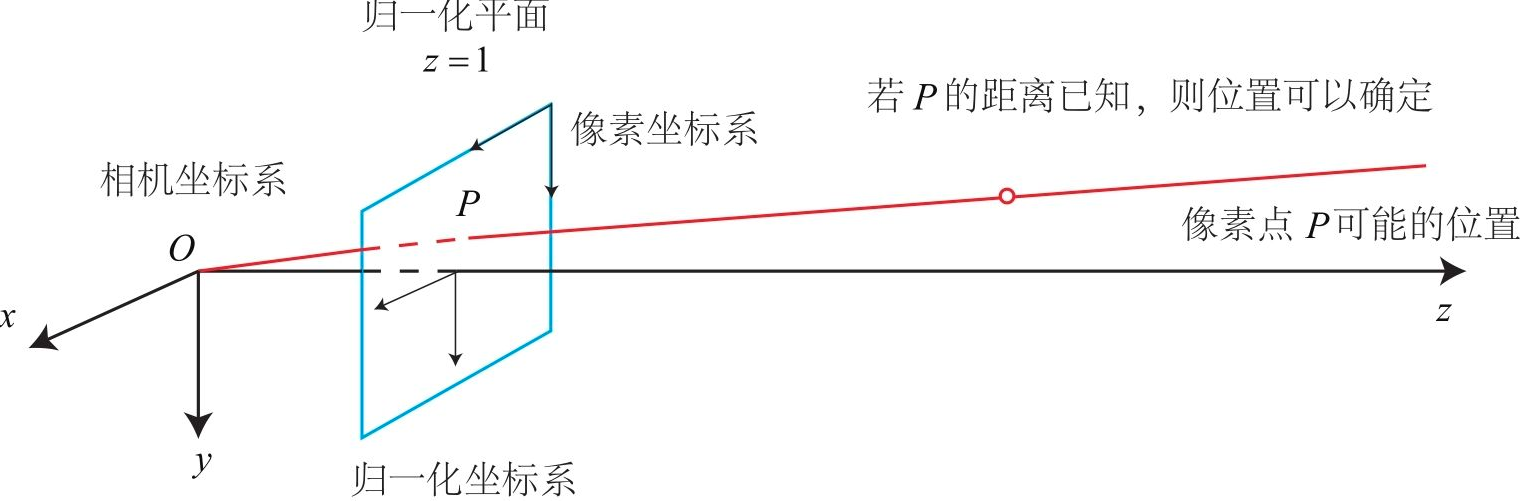 归一化平面
z = 1
若 P 的距离已知，则位置可以确定
像素坐标系
相机坐标系
P
像素点 P 可能的位置
O
x
z
y
归一化坐标系